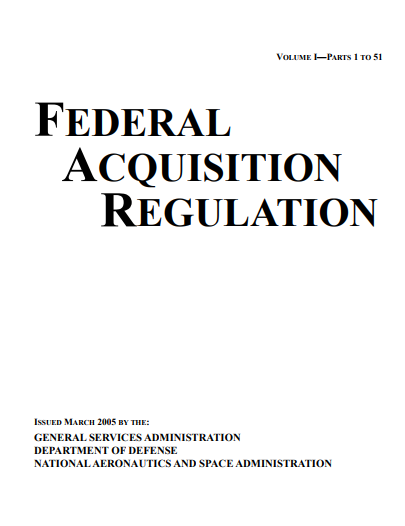 VOLUME I—PARTS 1 TO 51
FEDERAL
ACQUISITION
REGULATION
ISSUED MARCH 2005 BY THE:
GENERAL SERVICES ADMINISTRATION
DEPARTMENT OF DEFENSE
NATIONAL AERONAUTICS AND SPACE ADMINISTRATION